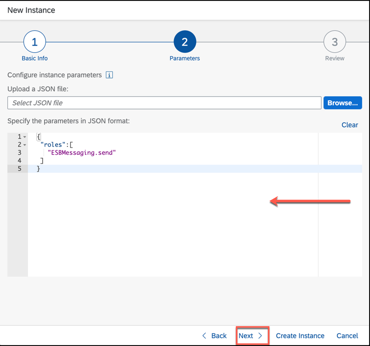 New Instance
1 2 3
Basic Info Parameters Review
Configure instance parameters i
Upload a JSON file:
Select JSON file Browse...
Specify the parameters in JSON format:
Clear
1 {
2 "roles":[
3 "ESBMessaging.send"
4 ]
5 }
Back Next Create Instance Cancel